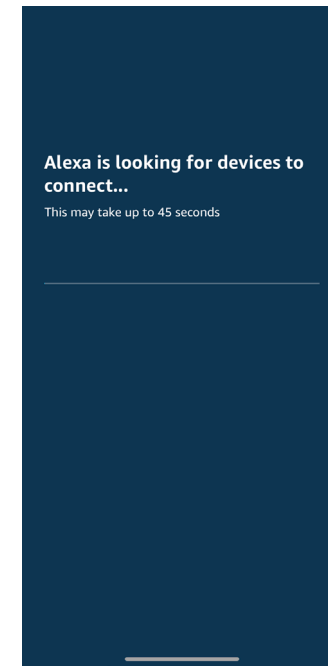 Alexa is looking for devices to
connect...
This may take up to 45 seconds